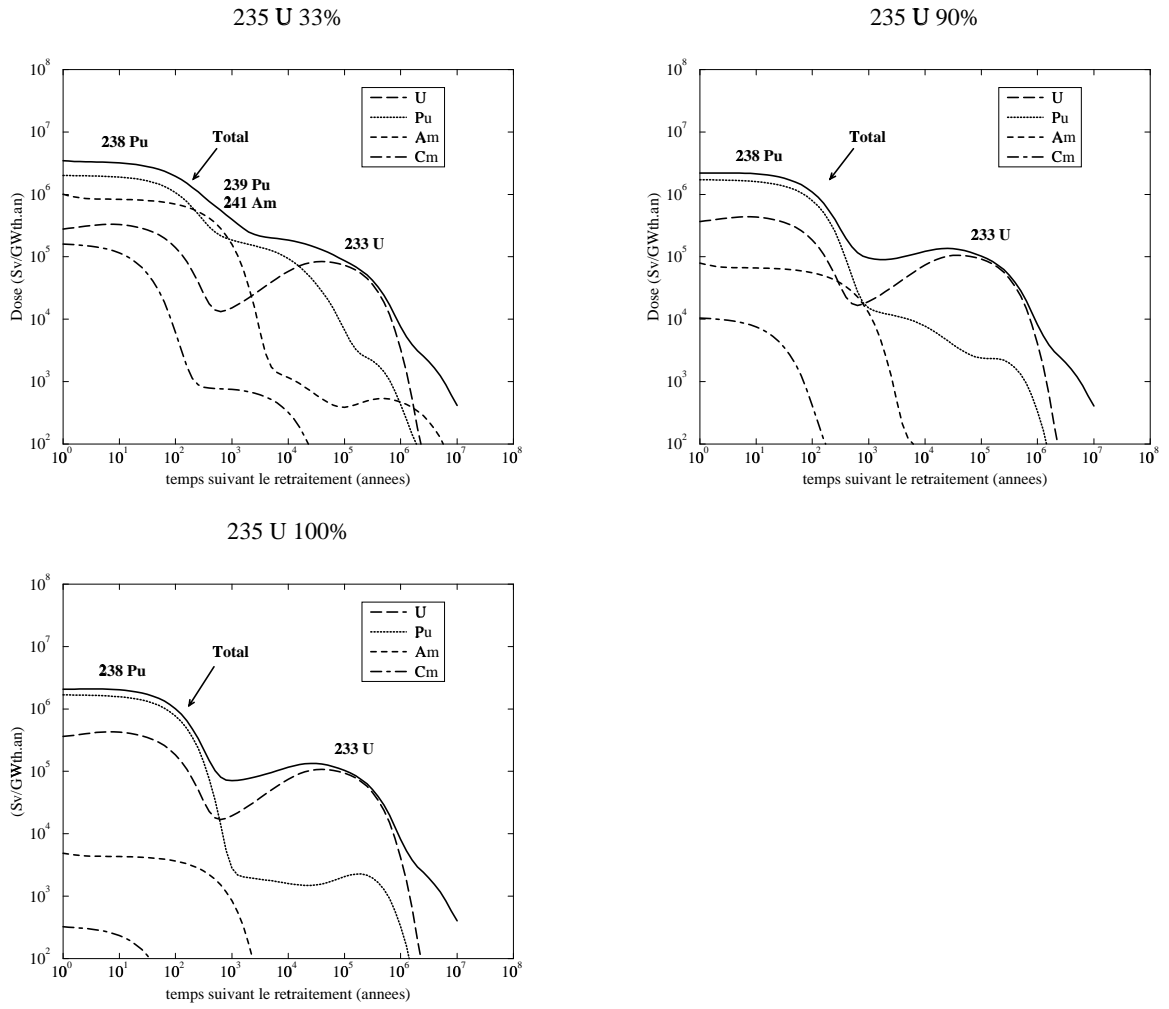 235 U 33%
10^8
10^7
10^6
10^5
10^4
10^3
10^2
Dose (Sv/GWth.an)
238 Pu
Total
239 Pu
241 Am
233 U
U
Pu
Am
Cm
10^0 10^1 10^2 10^3 10^4 10^5 10^6 10^7 10^8
temps suivant le retraitement (annees)
235 U 90%
10^8
10^7
10^6
10^5
10^4
10^3
10^2
Dose (Sv/GWth.an)
238 Pu
Total
233 U
U
Pu
Am
Cm
10^0 10^1 10^2 10^3 10^4 10^5 10^6 10^7 10^8
temps suivant le retraitement (annees)
235 U 100%
10^8
10^7
10^6
10^5
10^4
10^3
10^2
(Sv/GWth.an)
238 Pu
Total
233 U
U
Pu
Am
Cm
10^0 10^1 10^2 10^3 10^4 10^5 10^6 10^7 10^8
temps suivant le retraitement (annees)